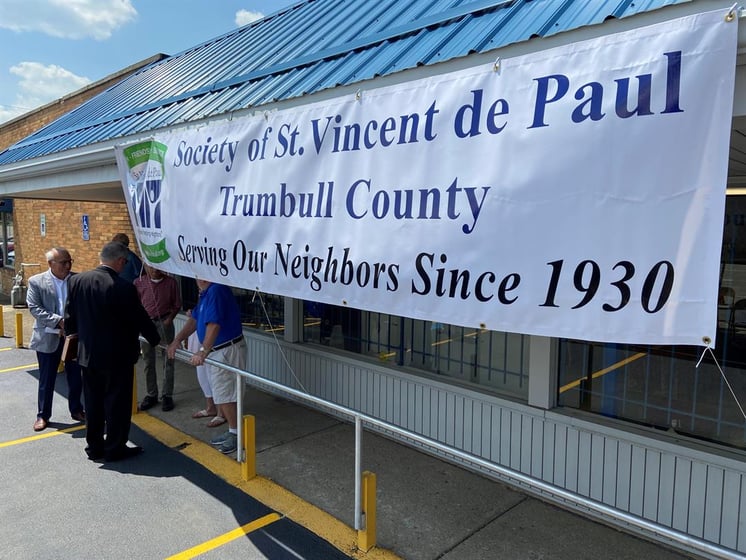 Society of St. Vincent de Paul
Trumbull County
Serving Our Neighbors Since 1930